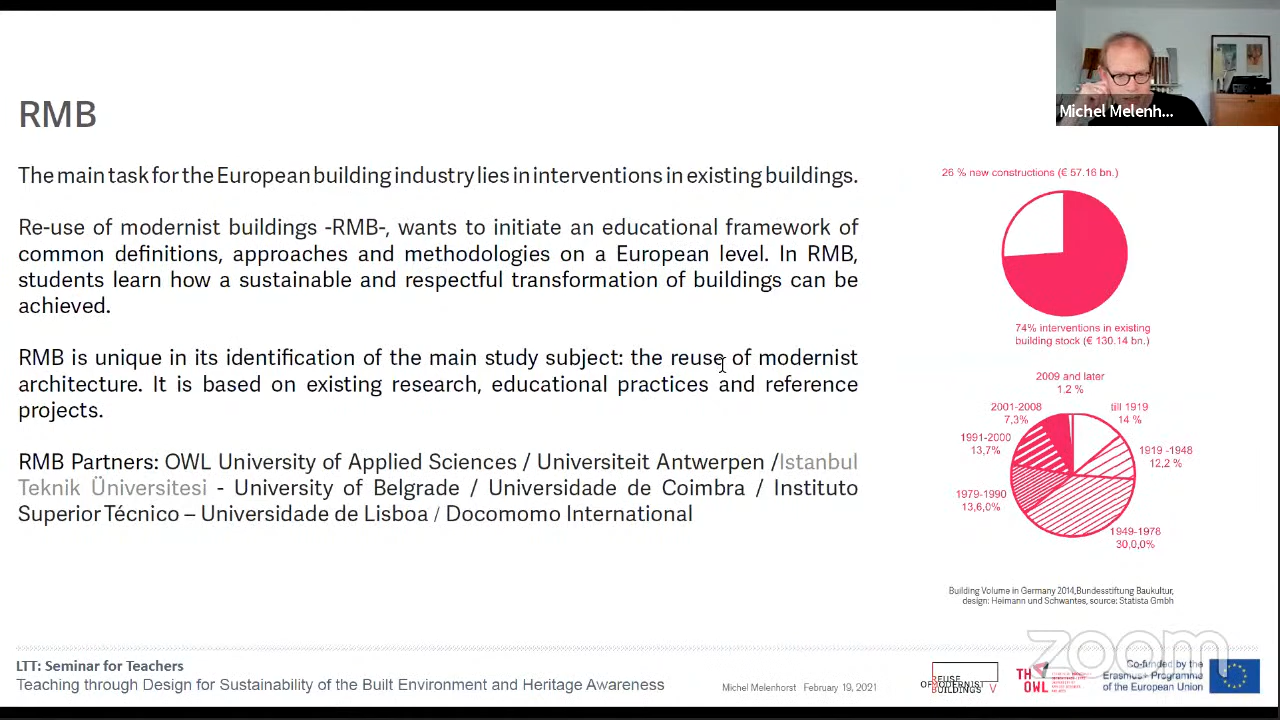 Michel Melenh...
RMB
The main task for the European building industry lies in interventions in existing buildings.
Re-use of modernist buildings -RMB-, wants to initiate an educational framework of
common definitions, approaches and methodologies on a European level. In RMB,
students learn how a sustainable and respectful transformation of buildings can be
achieved.
RMB is unique in its identification of the main study subject: the reuse of modernist
architecture. It is based on existing research, educational practices and reference
projects.
RMB Partners: OWL University of Applied Sciences / Universiteit Antwerpen /Istanbul
Teknik Üniversitesi - University of Belgrade / Universidade de Coimbra / Instituto
Superior Técnico – Universidade de Lisboa / Docomomo International
26 % new constructions (€ 57.16 bn.)
74% interventions in existing
building stock (€ 130.14 bn.)
2009 and later
1.2 %
2001-2008
7,3%
till 1919
14 %
1991-2000
13,7%
1919 -1948
12,2 %
1979-1990
13,6,0%
1949-1978
30,0,0%
Building Volume in Germany 2014,Bundesstiftung Baukultur,
design: Heimann und Schwantes, source: Statista Gmbh
zoom
LTT: Seminar for Teachers
Teaching through Design for Sustainability of the Built Environment and Heritage Awareness
Michel Melenhorst February 19, 2021
REUSE
OF MODERNIST
BUILDINGS V
TH
OWL
Co-funded by the
Erasmus+ Programme
of the European Union